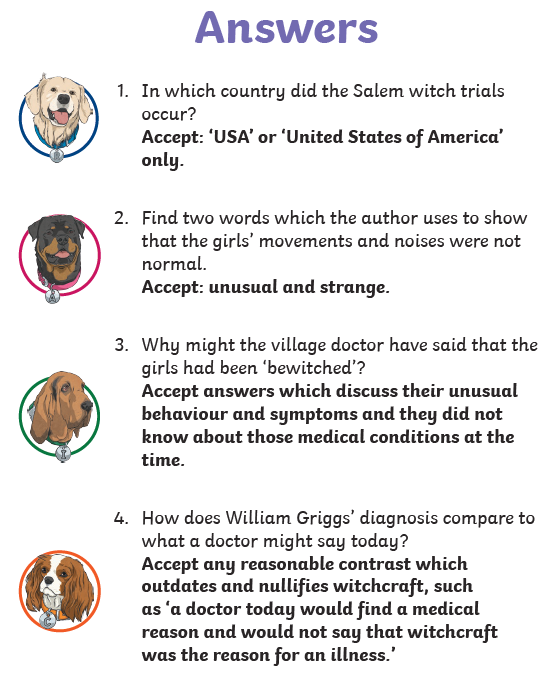 Answers
1. In which country did the Salem witch trials
occur?
Accept: ‘USA’ or ‘United States of America’
only.
2. Find two words which the author uses to show
that the girls’ movements and noises were not
normal.
Accept: unusual and strange.
3. Why might the village doctor have said that the
girls had been ‘bewitched’?
Accept answers which discuss their unusual
behaviour and symptoms and they did not
know about those medical conditions at the
time.
4. How does William Griggs’ diagnosis compare to
what a doctor might say today?
Accept any reasonable contrast which
outdates and nullifies witchcraft, such
as ‘a doctor today would find a medical
reason and would not say that witchcraft
was the reason for an illness.’